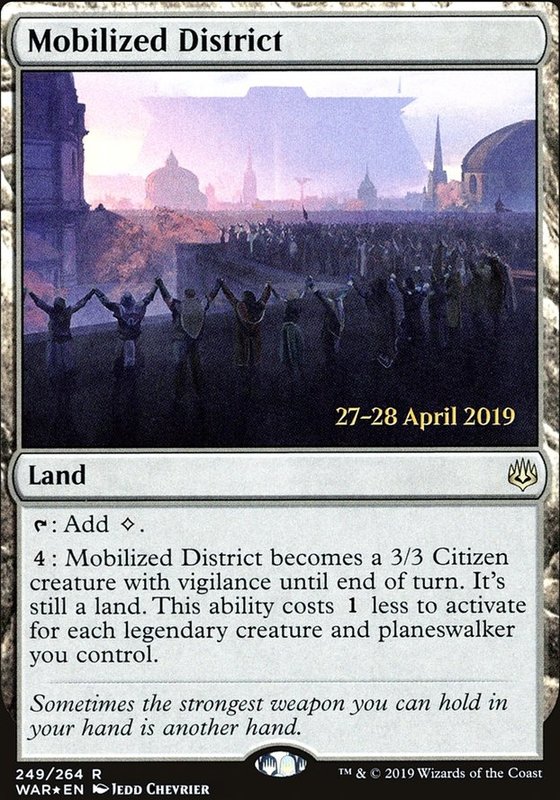 Mobilized District
27–28 April 2019
Land
: Add ◇.
4 : Mobilized District becomes a 3/3 Citizen
creature with vigilance until end of turn. It's
still a land. This ability costs 1 less to activate
for each legendary creature and planeswalker
you control.
Sometimes the strongest weapon you can hold in
your hand is another hand.
249/264 R
WAR★EN Jedd Chevrier
™ & © 2019 Wizards of the Coast